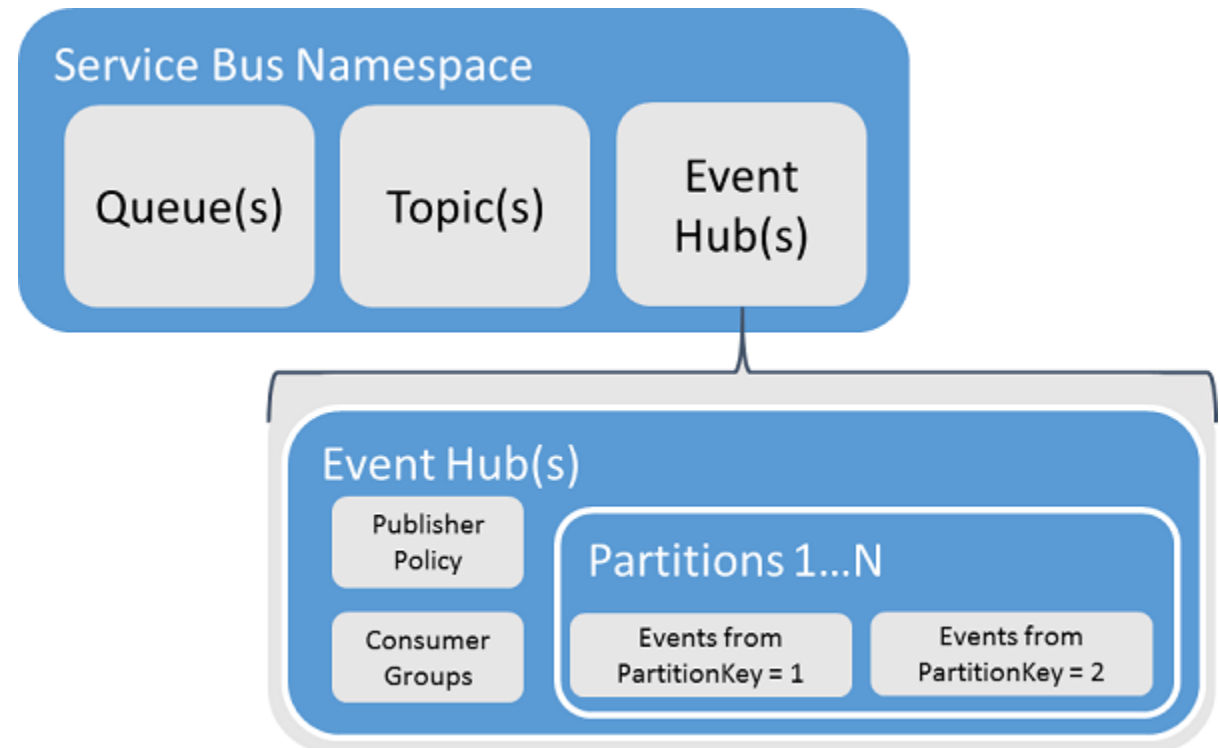 Service Bus Namespace
Queue(s)
Topic(s)
Event
Hub(s)
Event Hub(s)
Publisher
Policy
Consumer
Groups
Partitions 1...N
Events from
PartitionKey = 1
Events from
PartitionKey = 2